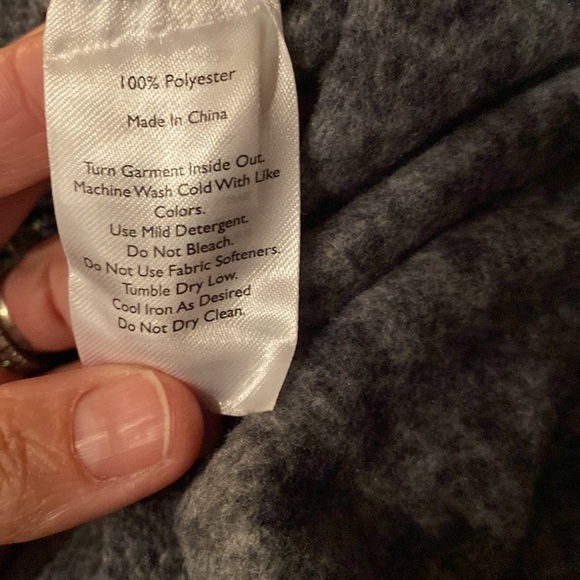 100% Polyester
Made In China
Turn Garment Inside Out.
Machine Wash Cold With Like
Colors.
Use Mild Detergent.
Do Not Bleach.
Do Not Use Fabric Softeners.
Tumble Dry Low.
Cool Iron As Desired
Do Not Dry Clean.